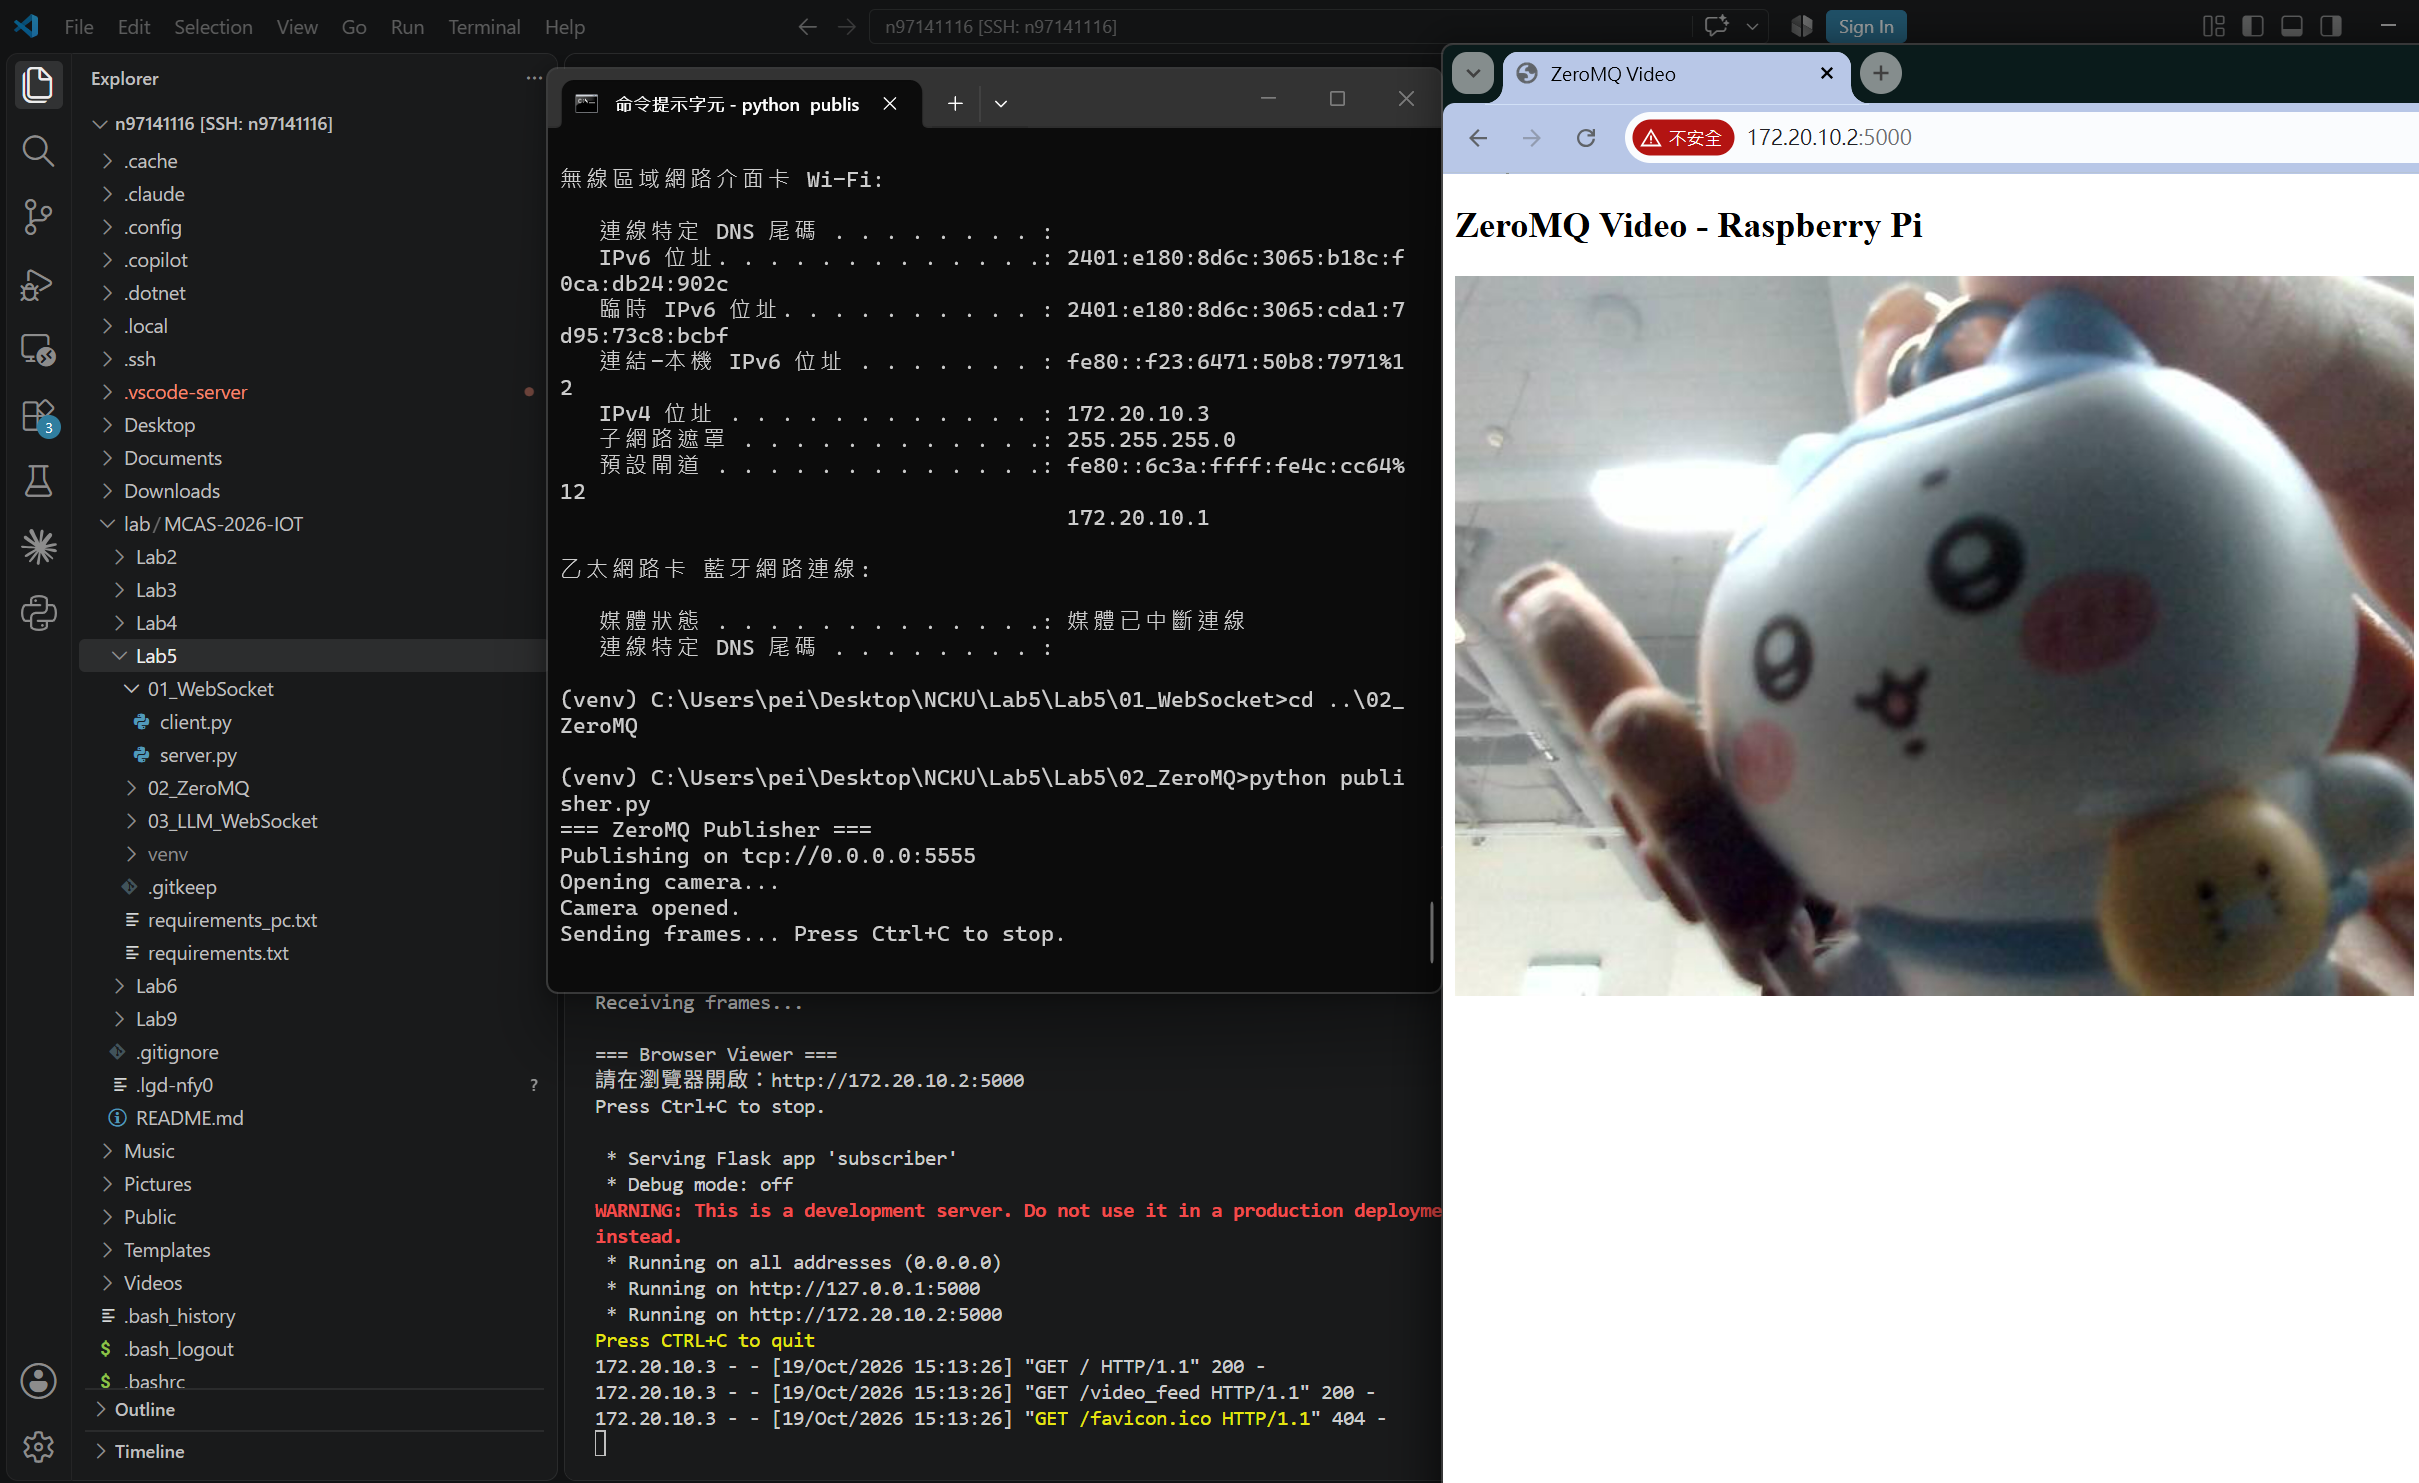 File Edit Selection View Go Run Terminal Help
n97141116 [SSH: n97141116]
Sign In
Explorer
n97141116 [SSH: n97141116]
.cache
.claude
.config
.copilot
.dotnet
.local
.ssh
.vscode-server
Desktop
Documents
Downloads
lab / MCAS-2026-IOT
Lab2
Lab3
Lab4
Lab5
01_WebSocket
client.py
server.py
02_ZeroMQ
03_LLM_WebSocket
venv
.gitkeep
requirements_pc.txt
requirements.txt
Lab6
Lab9
.gitignore
.lgd-nfy0 ?
README.md
Music
Pictures
Public
Templates
Videos
.bash_history
$ .bash_logout
$ .bashrc
Outline
Timeline
3
命令提示字元 - python publis
無線區域網路介面卡 Wi-Fi:
連線特定 DNS 尾碼 . . . . . . . . :
IPv6 位址. . . . . . . . . . . . .: 2401:e180:8d6c:3065:b18c:f
0ca:db24:902c
臨時 IPv6 位址. . . . . . . . . . : 2401:e180:8d6c:3065:cda1:7
d95:73c8:bcbf
連結-本機 IPv6 位址 . . . . . . . : fe80::f23:6471:50b8:7971%1
2
IPv4 位址 . . . . . . . . . . . . : 172.20.10.3
子網路遮罩 . . . . . . . . . . . .: 255.255.255.0
預設閘道 . . . . . . . . . . . . .: fe80::6c3a:ffff:fe4c:cc64%
12
172.20.10.1
乙太網路卡 藍牙網路連線:
媒體狀態 . . . . . . . . . . . . .: 媒體已中斷連線
連線特定 DNS 尾碼 . . . . . . . . :
(venv) C:\Users\pei\Desktop\NCKU\Lab5\Lab5\01_WebSocket>cd ..\02_
ZeroMQ
(venv) C:\Users\pei\Desktop\NCKU\Lab5\Lab5\02_ZeroMQ>python publi
sher.py
=== ZeroMQ Publisher ===
Publishing on tcp://0.0.0.0:5555
Opening camera...
Camera opened.
Sending frames... Press Ctrl+C to stop.
Receiving frames...
=== Browser Viewer ===
請在瀏覽器開啟：http://172.20.10.2:5000
Press Ctrl+C to stop.
* Serving Flask app 'subscriber'
* Debug mode: off
WARNING: This is a development server. Do not use it in a production deployme
instead.
* Running on all addresses (0.0.0.0)
* Running on http://127.0.0.1:5000
* Running on http://172.20.10.2:5000
Press CTRL+C to quit
172.20.10.3 - - [19/Oct/2026 15:13:26] "GET / HTTP/1.1" 200 -
172.20.10.3 - - [19/Oct/2026 15:13:26] "GET /video_feed HTTP/1.1" 200 -
172.20.10.3 - - [19/Oct/2026 15:13:26] "GET /favicon.ico HTTP/1.1" 404 -
ZeroMQ Video
不安全 172.20.10.2:5000
ZeroMQ Video - Raspberry Pi